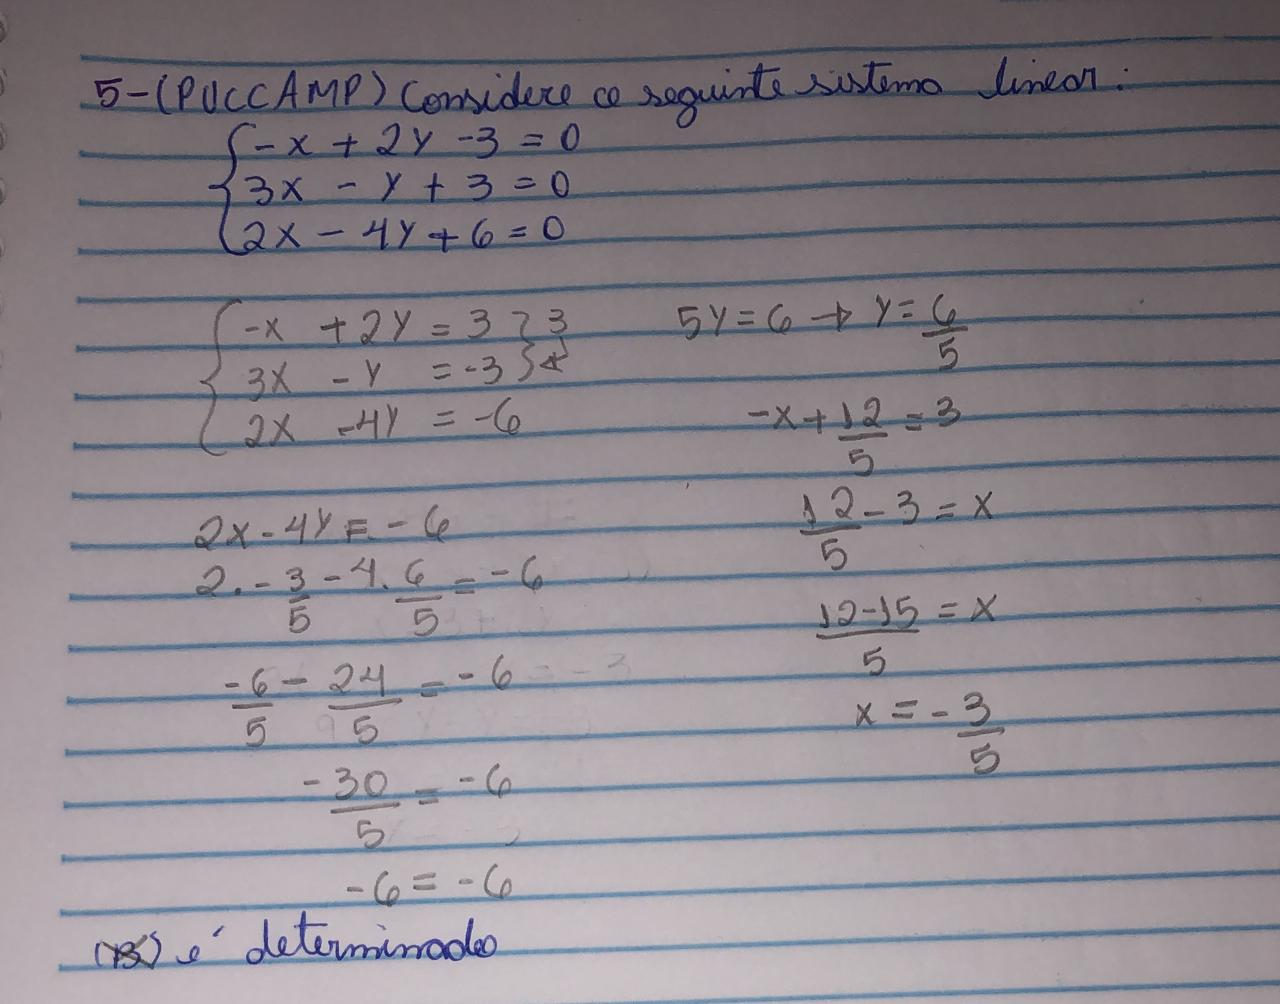 5-(PUCCAMP) Considere o seguinte sistema linear:
{-x + 2y -3 = 0
3x - y + 3 = 0
2x - 4y + 6 = 0
{-x + 2y = 3 } 3
3x - y = -3
2x - 4y = -6
2x - 4y = -6
2 . -3/5 - 4 . 6/5 = -6
-6/5 - 24/5 = -6
-30/5 = -6
-6 = -6
5y = 6 → y = 6/5
-x + 12/5 = 3
12/5 - 3 = x
12-15/5 = x
x = -3/5
(B) é determinado